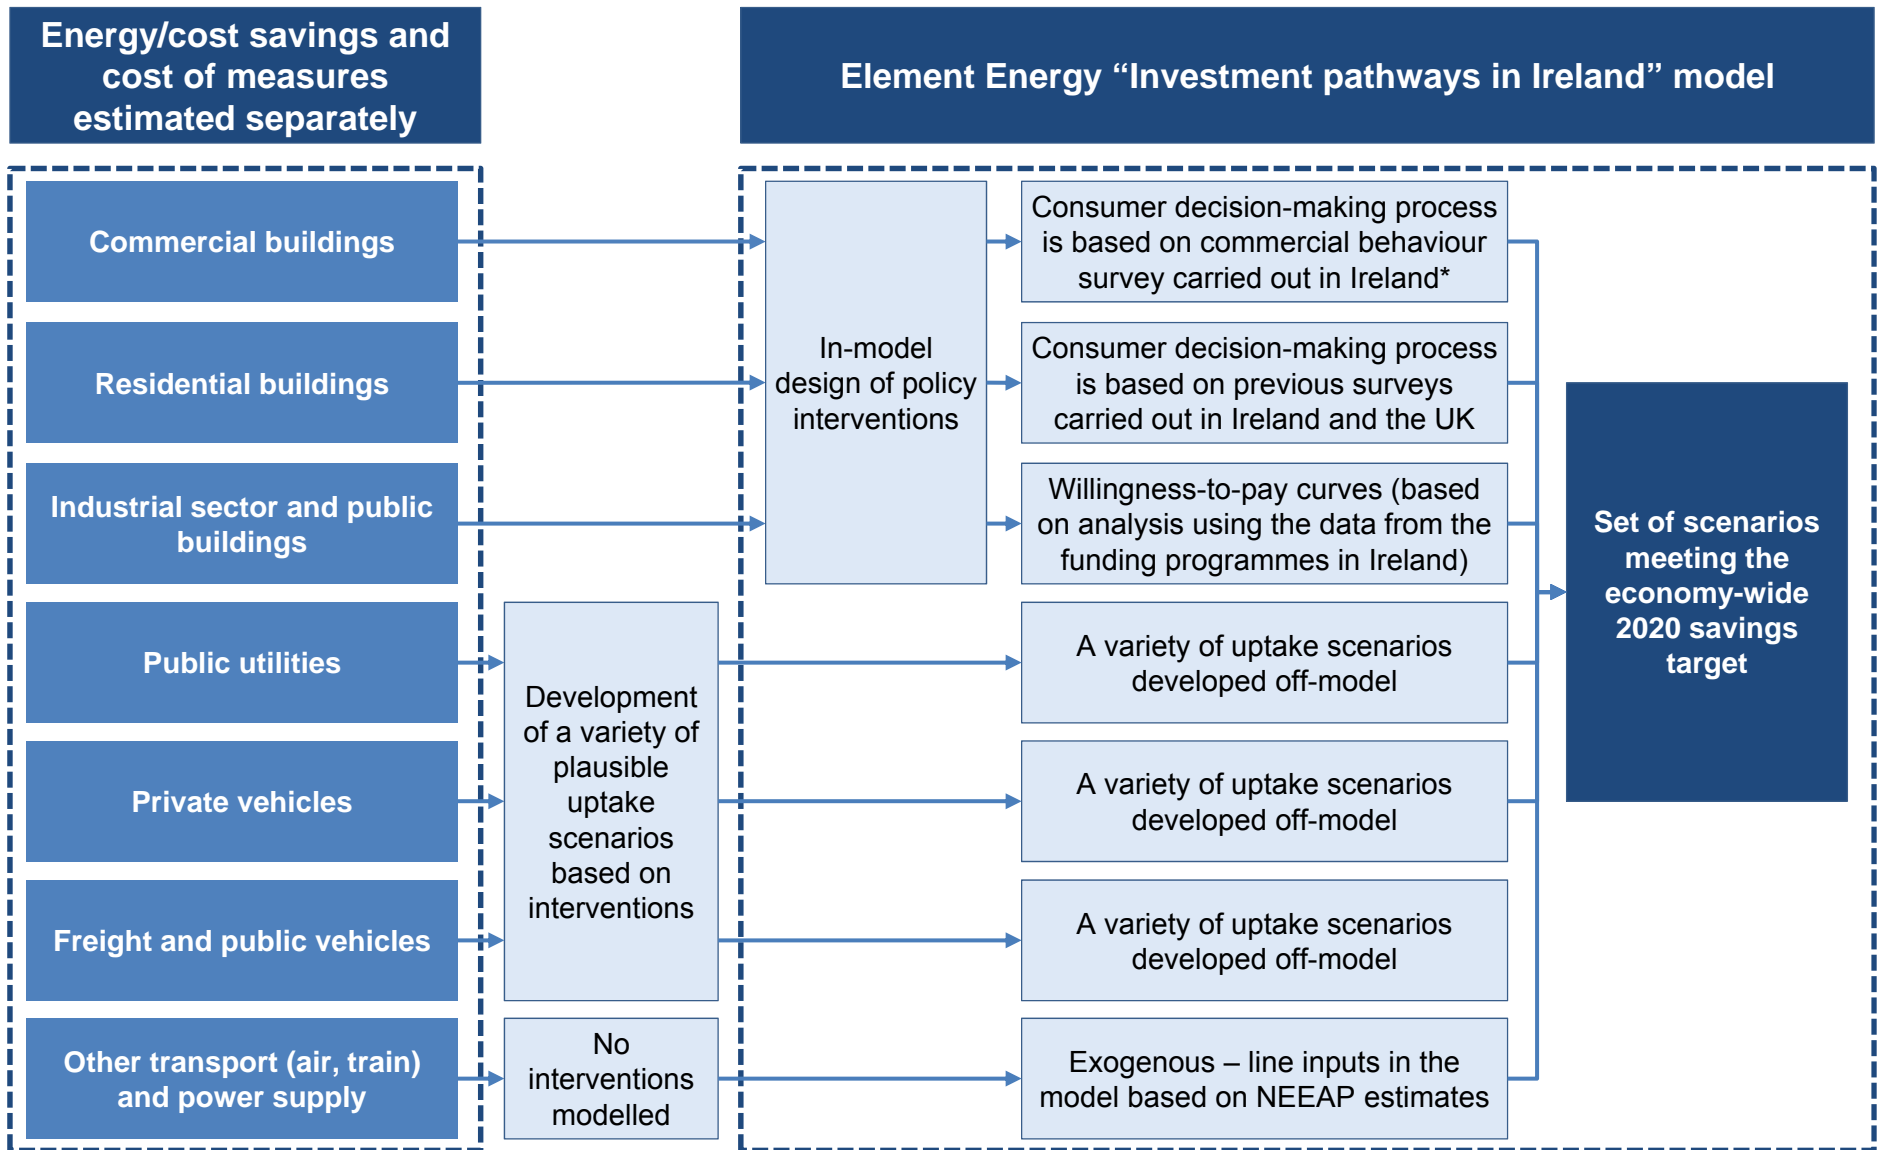 Energy/cost savings and
cost of measures
estimated separately
Element Energy “Investment pathways in Ireland” model
Commercial buildings
Residential buildings
Industrial sector and public
buildings
Public utilities
Private vehicles
Freight and public vehicles
Other transport (air, train)
and power supply
Development
of a variety of
plausible
uptake
scenarios
based on
interventions
No
interventions
modelled
In-model
design of policy
interventions
Consumer decision-making process
is based on commercial behaviour
survey carried out in Ireland*
Consumer decision-making process
is based on previous surveys
carried out in Ireland and the UK
Willingness-to-pay curves (based
on analysis using the data from the
funding programmes in Ireland)
A variety of uptake scenarios
developed off-model
A variety of uptake scenarios
developed off-model
A variety of uptake scenarios
developed off-model
Exogenous – line inputs in the
model based on NEEAP estimates
Set of scenarios
meeting the
economy-wide
2020 savings
target